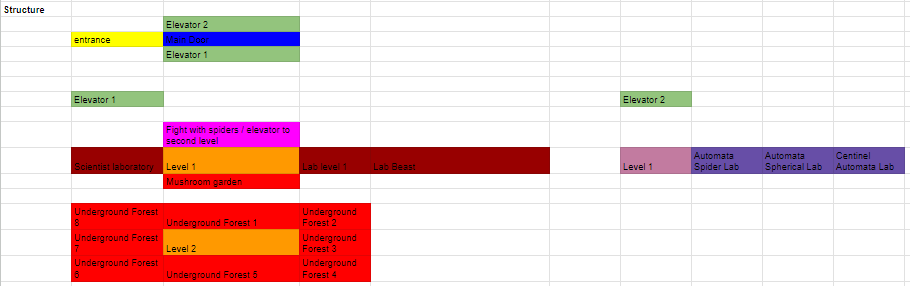 Structure
Elevator 2
entrance Main Door
Elevator 1
Elevator 1 Elevator 2
Fight with spiders / elevator to
second level
Scientist laboratory Level 1 Lab level 1 Lab Beast Level 1 Automata Spider Lab Automata Spherical Lab Centinel Automata Lab
Mushroom garden
Underground Forest 8 Underground Forest 1 Underground Forest 2
Underground Forest 7 Level 2 Underground Forest 3
Underground Forest 6 Underground Forest 5 Underground Forest 4